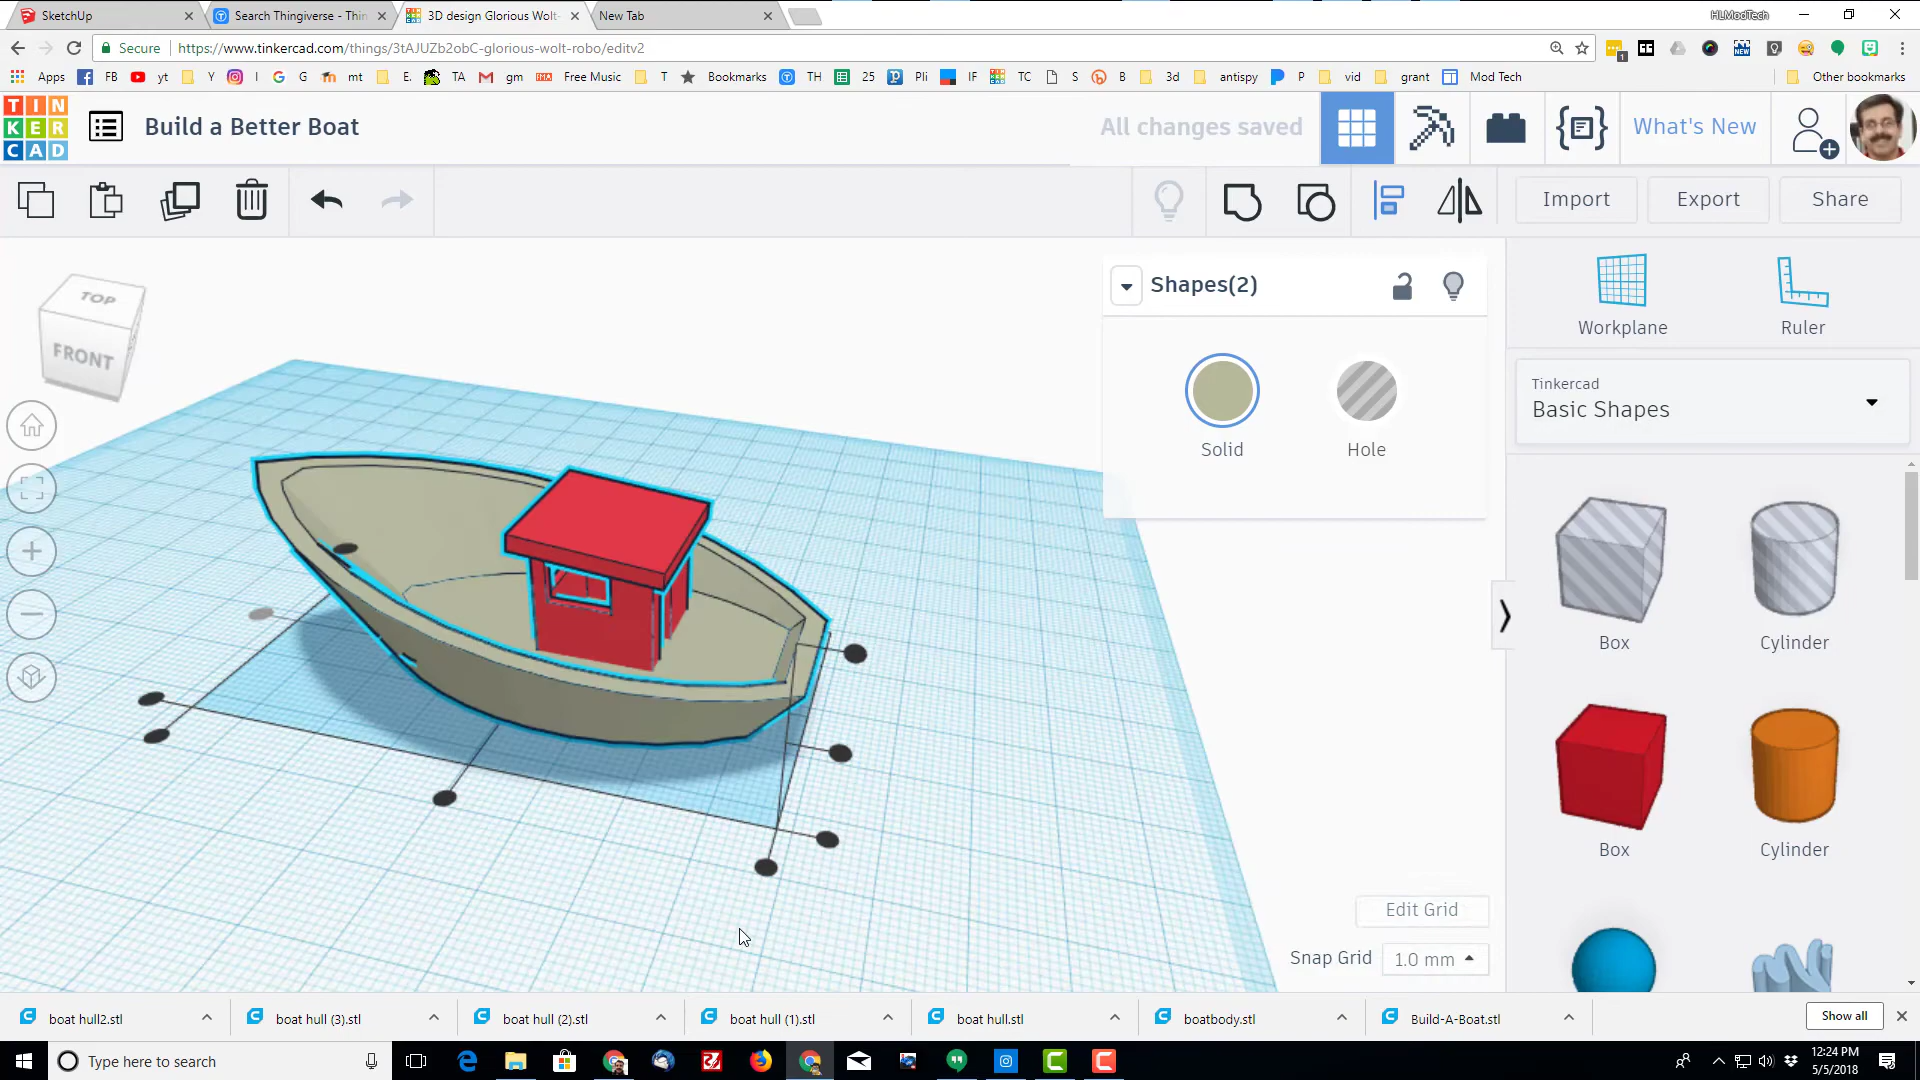 SketchUp
Search Thingiverse - Thin
3D design Glorious Wolt-
New Tab
HLModTech
Secure
https://www.tinkercad.com/things/3tAJUZb2obC-glorious-wolt-robo/editv2
1
Apps
FB
yt
Y
I
G
mt
E.
TA
gm
Free Music
T
Bookmarks
TH
25
Pli
IF
TC
S
B
3d
antispy
P
vid
grant
Mod Tech
Other bookmarks
TIN
KER
CAD
Build a Better Boat
All changes saved
What's New
Import
Export
Share
TOP
FRONT
Shapes(2)
Solid
Hole
Workplane
Ruler
Tinkercad
Basic Shapes
Box
Cylinder
Box
Cylinder
Edit Grid
Snap Grid
1.0 mm
boat hull2.stl
boat hull (3).stl
boat hull (2).stl
boat hull (1).stl
boat hull.stl
boatbody.stl
Build-A-Boat.stl
Show all
Type here to search
12:24 PM
5/5/2018